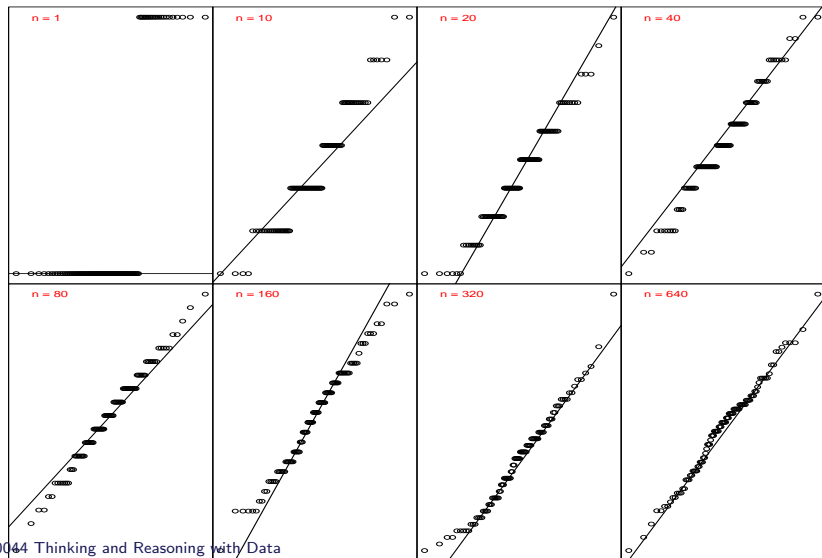 n = 1
n = 10
n = 20
n = 40
n = 80
n = 160
n = 320
n = 640
0044 Thinking and Reasoning with Data